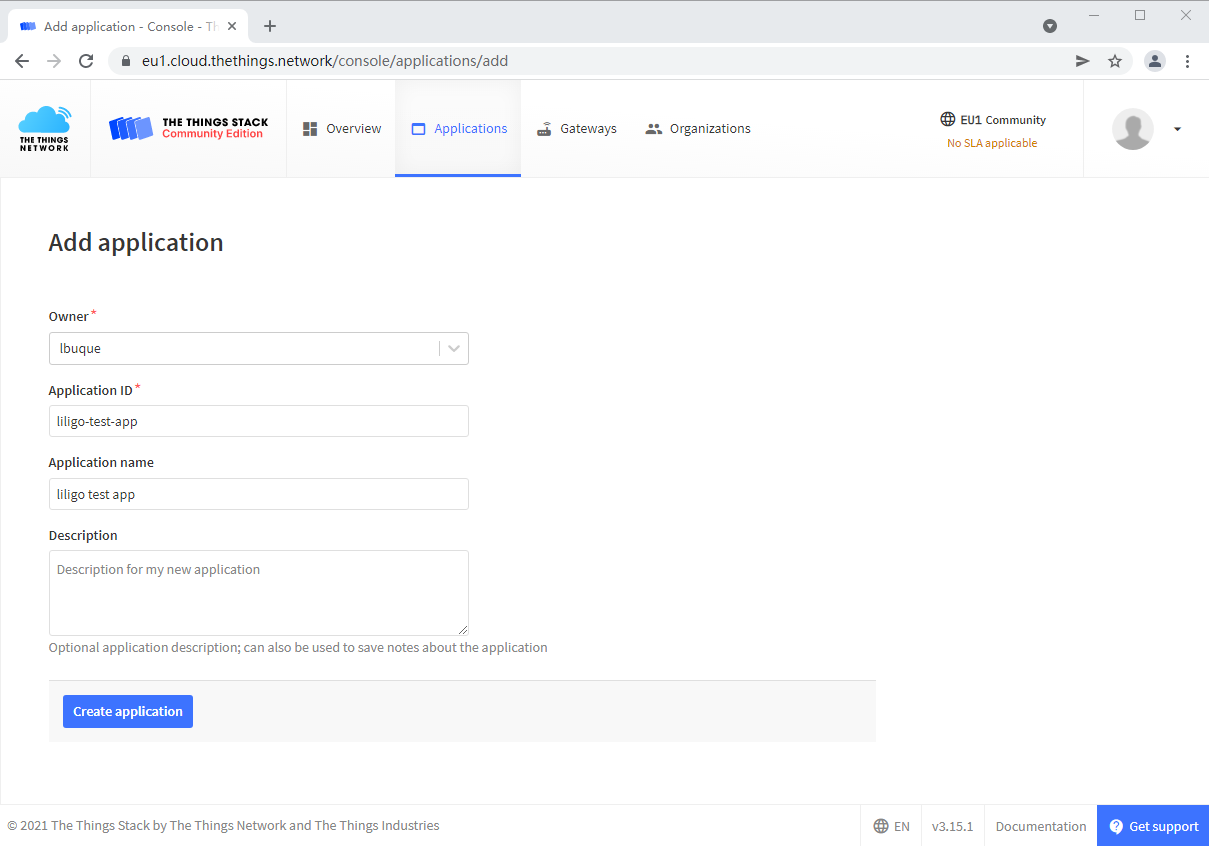 Add application - Console - Th
eu1.cloud.thethings.network/console/applications/add
THE THINGS
NETWORK
THE THINGS STACK
Community Edition
Overview
Applications
Gateways
Organizations
EU1 Community
No SLA applicable
Add application
Owner*
lbuque
Application ID*
liligo-test-app
Application name
liligo test app
Description
Description for my new application
Optional application description; can also be used to save notes about the application
Create application
© 2021 The Things Stack by The Things Network and The Things Industries
EN
v3.15.1
Documentation
Get support